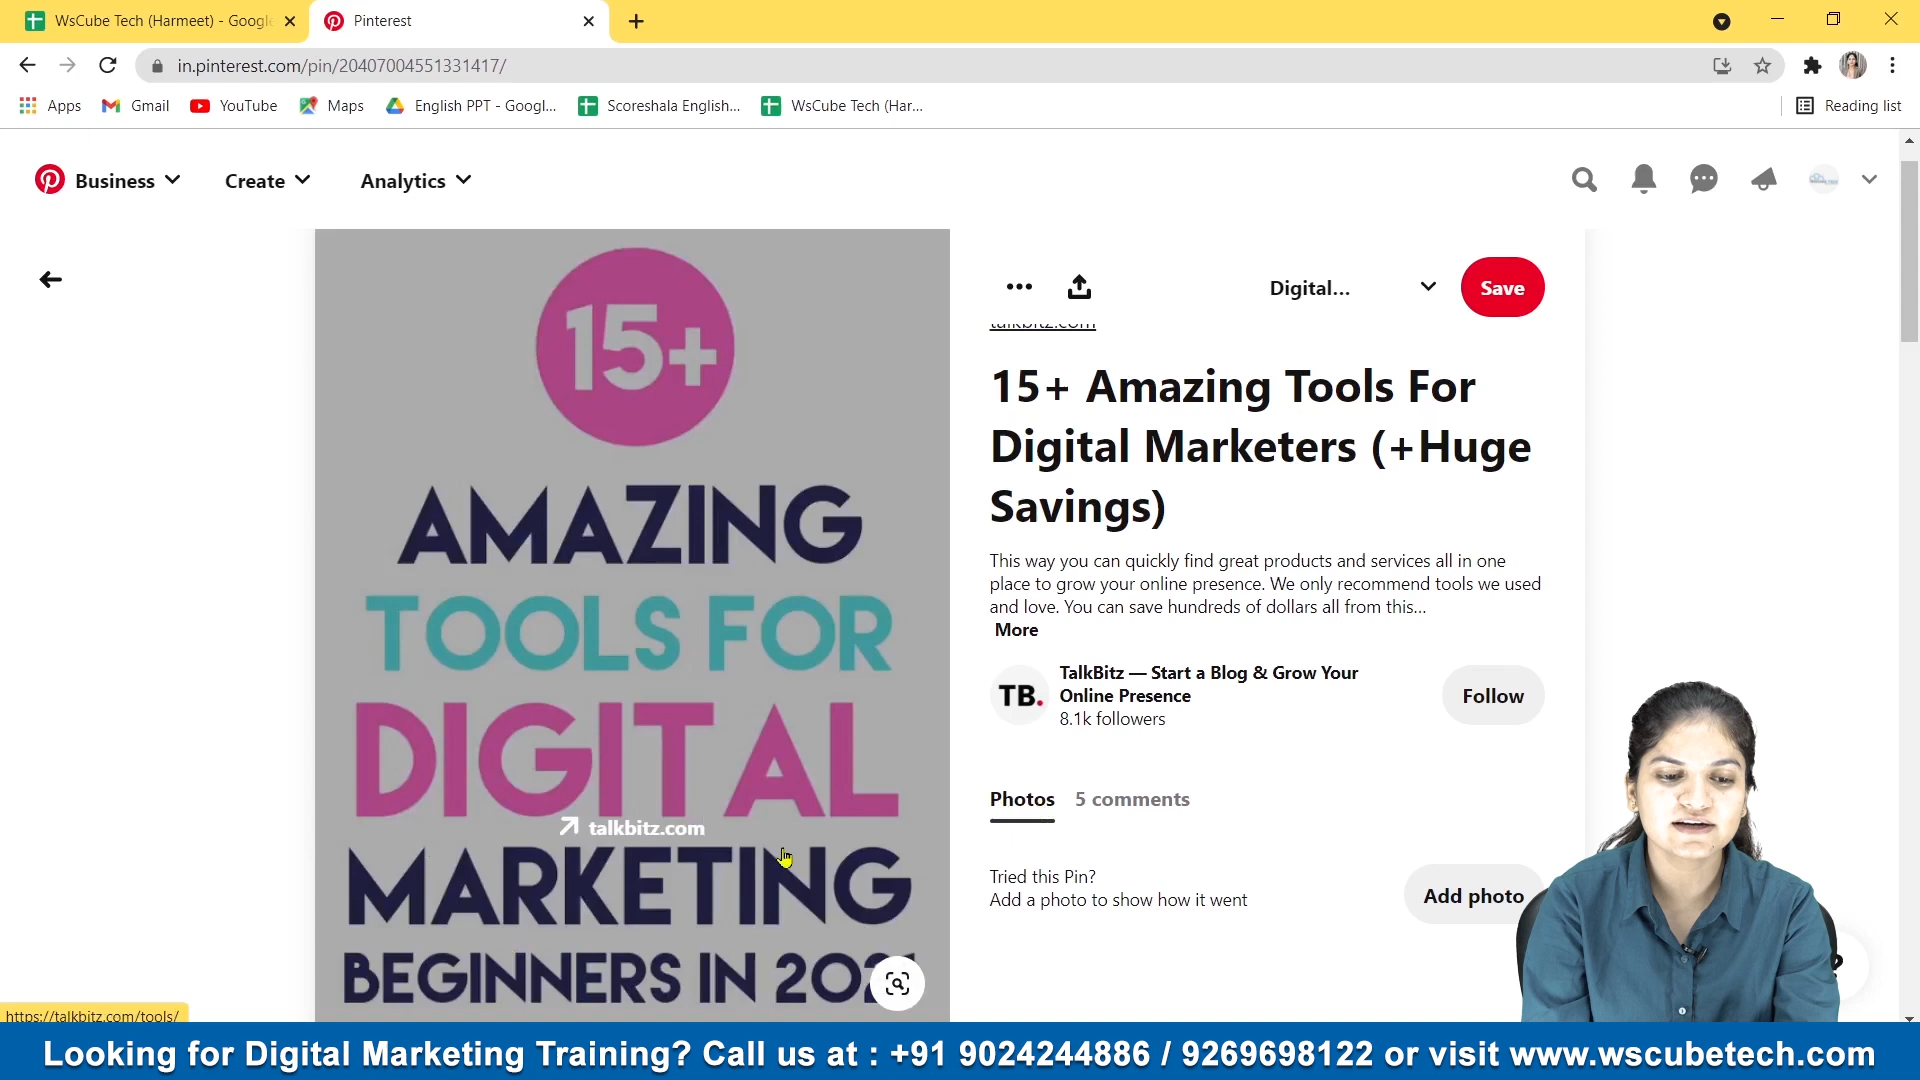 WsCube Tech (Harmeet) - Google
Pinterest
in.pinterest.com/pin/20407004551331417/
Apps
Gmail
YouTube
Maps
English PPT - Googl...
Scoreshala English...
WsCube Tech (Har...
Reading list
Business
Create
Analytics
15+
AMAZING
TOOLS FOR
DIGITAL
talkbitz.com
MARKETING
BEGINNERS IN
Digital...
Save
talkbitz.com
15+ Amazing Tools For
Digital Marketers (+Huge
Savings)
This way you can quickly find great products and services all in one
place to grow your online presence. We only recommend tools we used
and love. You can save hundreds of dollars all from this...
More
TB.
TalkBitz — Start a Blog & Grow Your
Online Presence
8.1k followers
Follow
Photos
5 comments
Tried this Pin?
Add a photo to show how it went
Add photo
https://talkbitz.com/tools/
Looking for Digital Marketing Training? Call us at : +91 9024244886 / 9269698122 or visit www.wscubetech.com